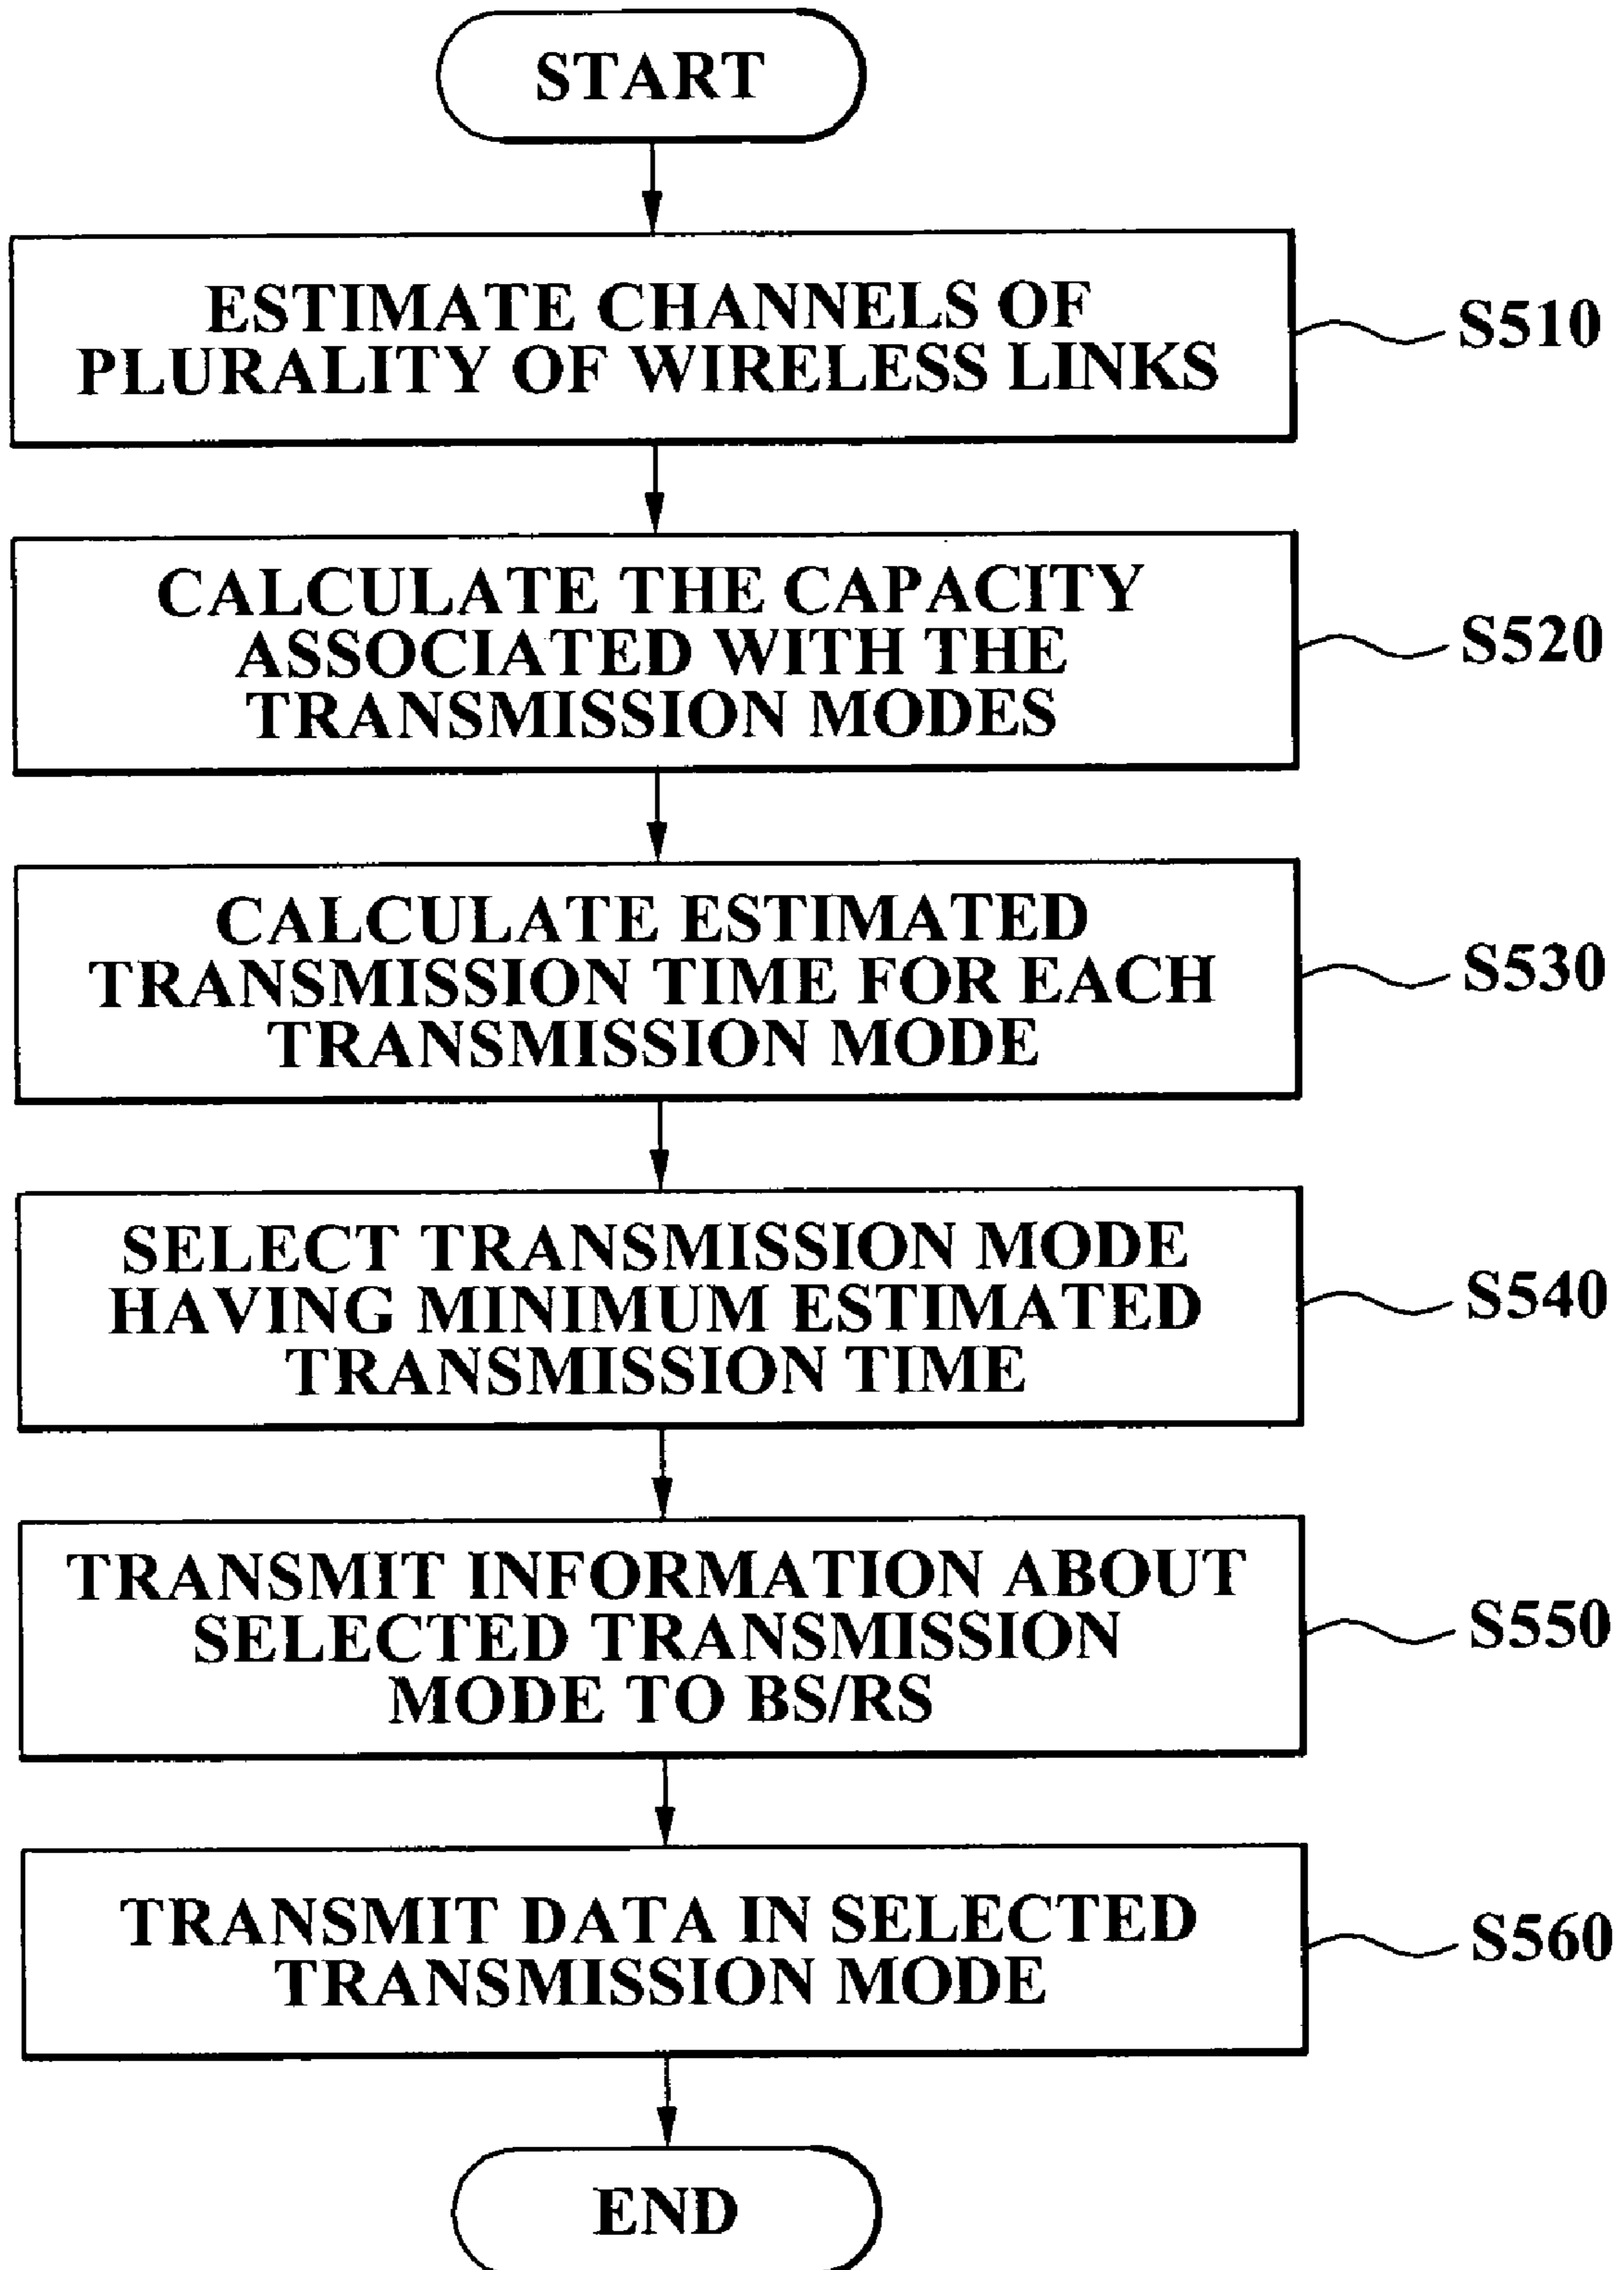 START
ESTIMATE CHANNELS OF
PLURALITY OF WIRELESS LINKS
S510
CALCULATE THE CAPACITY
ASSOCIATED WITH THE
TRANSMISSION MODES
S520
CALCULATE ESTIMATED
TRANSMISSION TIME FOR EACH
TRANSMISSION MODE
S530
SELECT TRANSMISSION MODE
HAVING MINIMUM ESTIMATED
TRANSMISSION TIME
S540
TRANSMIT INFORMATION ABOUT
SELECTED TRANSMISSION
MODE TO BS/RS
S550
TRANSMIT DATA IN SELECTED
TRANSMISSION MODE
S560
END